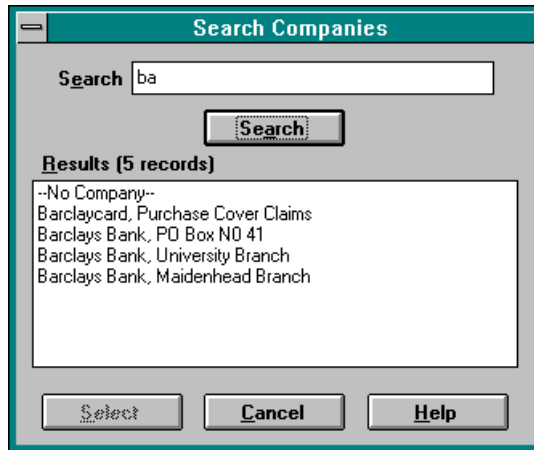 Search Companies
Search ba
Search
Results (5 records)
--No Company--
Barclaycard, Purchase Cover Claims
Barclays Bank, PO Box N0 41
Barclays Bank, University Branch
Barclays Bank, Maidenhead Branch
Select Cancel Help